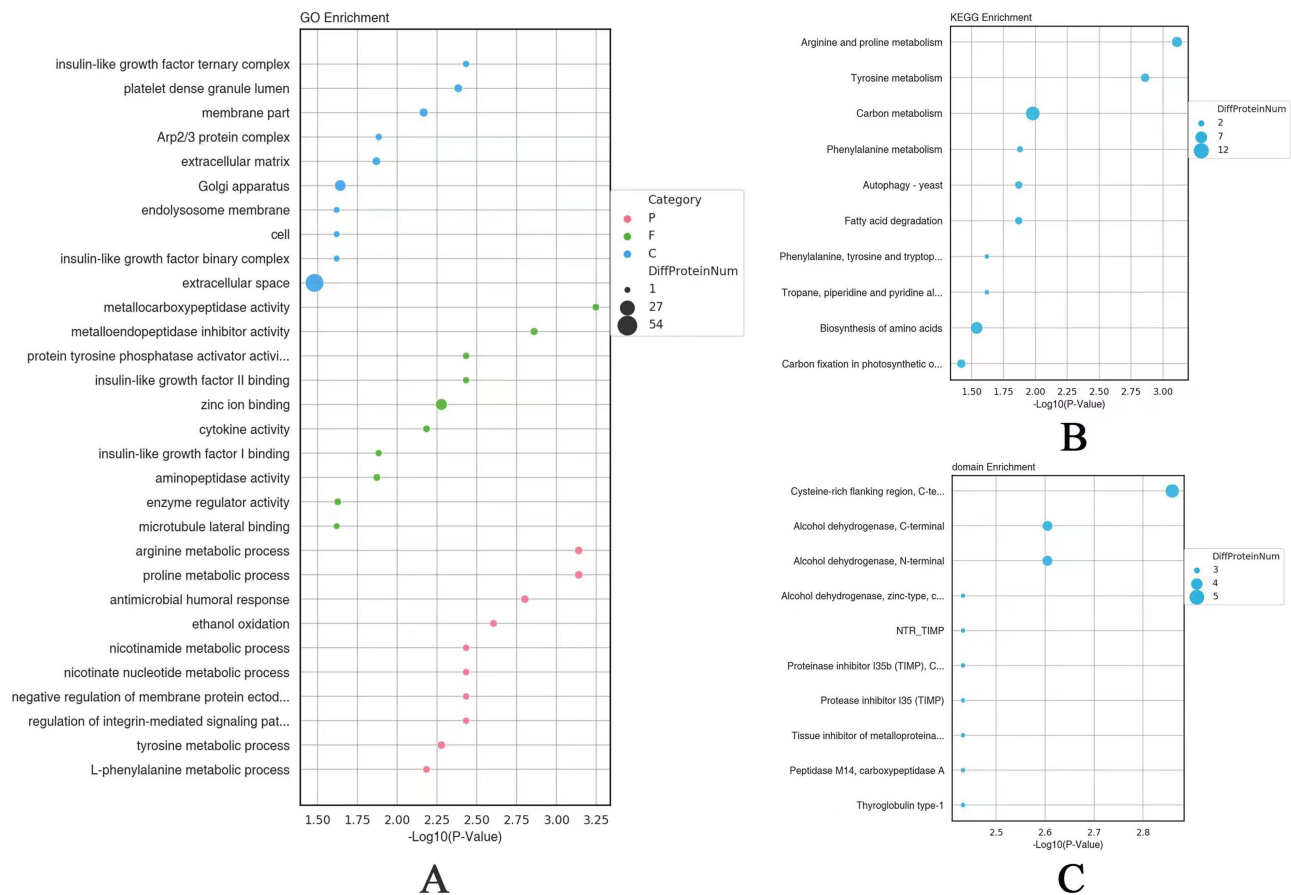 GO Enrichment
insulin-like growth factor ternary complex
platelet dense granule lumen
membrane part
Arp2/3 protein complex
extracellular matrix
Golgi apparatus
endolysosome membrane
cell
insulin-like growth factor binary complex
extracellular space
metallocarboxypeptidase activity
metalloendopeptidase inhibitor activity
protein tyrosine phosphatase activator activi...
insulin-like growth factor II binding
zinc ion binding
cytokine activity
insulin-like growth factor I binding
aminopeptidase activity
enzyme regulator activity
microtubule lateral binding
arginine metabolic process
proline metabolic process
antimicrobial humoral response
ethanol oxidation
nicotinamide metabolic process
nicotinate nucleotide metabolic process
negative regulation of membrane protein ectod...
regulation of integrin-mediated signaling pat...
tyrosine metabolic process
L-phenylalanine metabolic process
1.50 1.75 2.00 2.25 2.50 2.75 3.00 3.25
-Log10(P-Value)
Category
P
F
C
DiffProteinNum
1
27
54
A
KEGG Enrichment
Arginine and proline metabolism
Tyrosine metabolism
Carbon metabolism
Phenylalanine metabolism
Autophagy - yeast
Fatty acid degradation
Phenylalanine, tyrosine and tryptop...
Tropane, piperidine and pyridine al...
Biosynthesis of amino acids
Carbon fixation in photosynthetic o...
1.50 1.75 2.00 2.25 2.50 2.75 3.00
-Log10(P-Value)
DiffProteinNum
2
7
12
B
domain Enrichment
Cysteine-rich flanking region, C-te...
Alcohol dehydrogenase, C-terminal
Alcohol dehydrogenase, N-terminal
Alcohol dehydrogenase, zinc-type, c...
NTR_TIMP
Proteinase inhibitor I35b (TIMP), C...
Protease inhibitor I35 (TIMP)
Tissue inhibitor of metalloproteina...
Peptidase M14, carboxypeptidase A
Thyroglobulin type-1
2.5 2.6 2.7 2.8
-Log10(P-Value)
DiffProteinNum
3
4
5
C